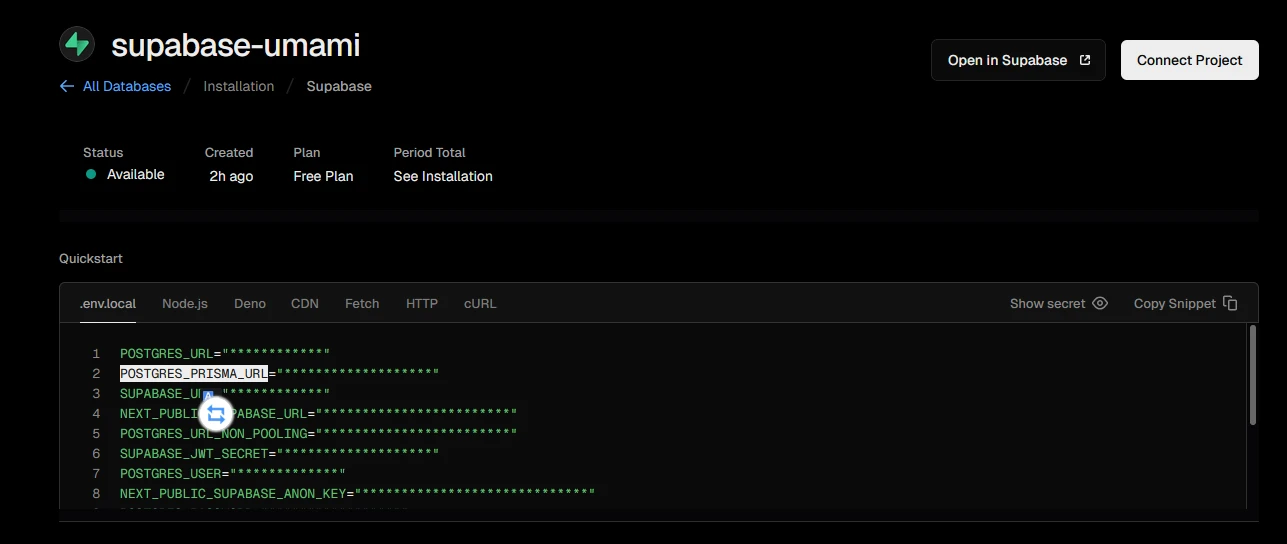 supabase-umami
Open in Supabase
Connect Project
All Databases / Installation / Supabase
Status
Created
Plan
Period Total
Available
2h ago
Free Plan
See Installation
Quickstart
.env.local
Node.js
Deno
CDN
Fetch
HTTP
cURL
Show secret
Copy Snippet
1 POSTGRES_URL="************"
2 POSTGRES_PRISMA_URL="*******************"
3 SUPABASE_U "************"
4 NEXT_PUBLI PABASE_URL="************************"
5 POSTGRES_URL_NON_POOLING="************************"
6 SUPABASE_JWT_SECRET="*******************"
7 POSTGRES_USER="*************"
8 NEXT_PUBLIC_SUPABASE_ANON_KEY="****************************"